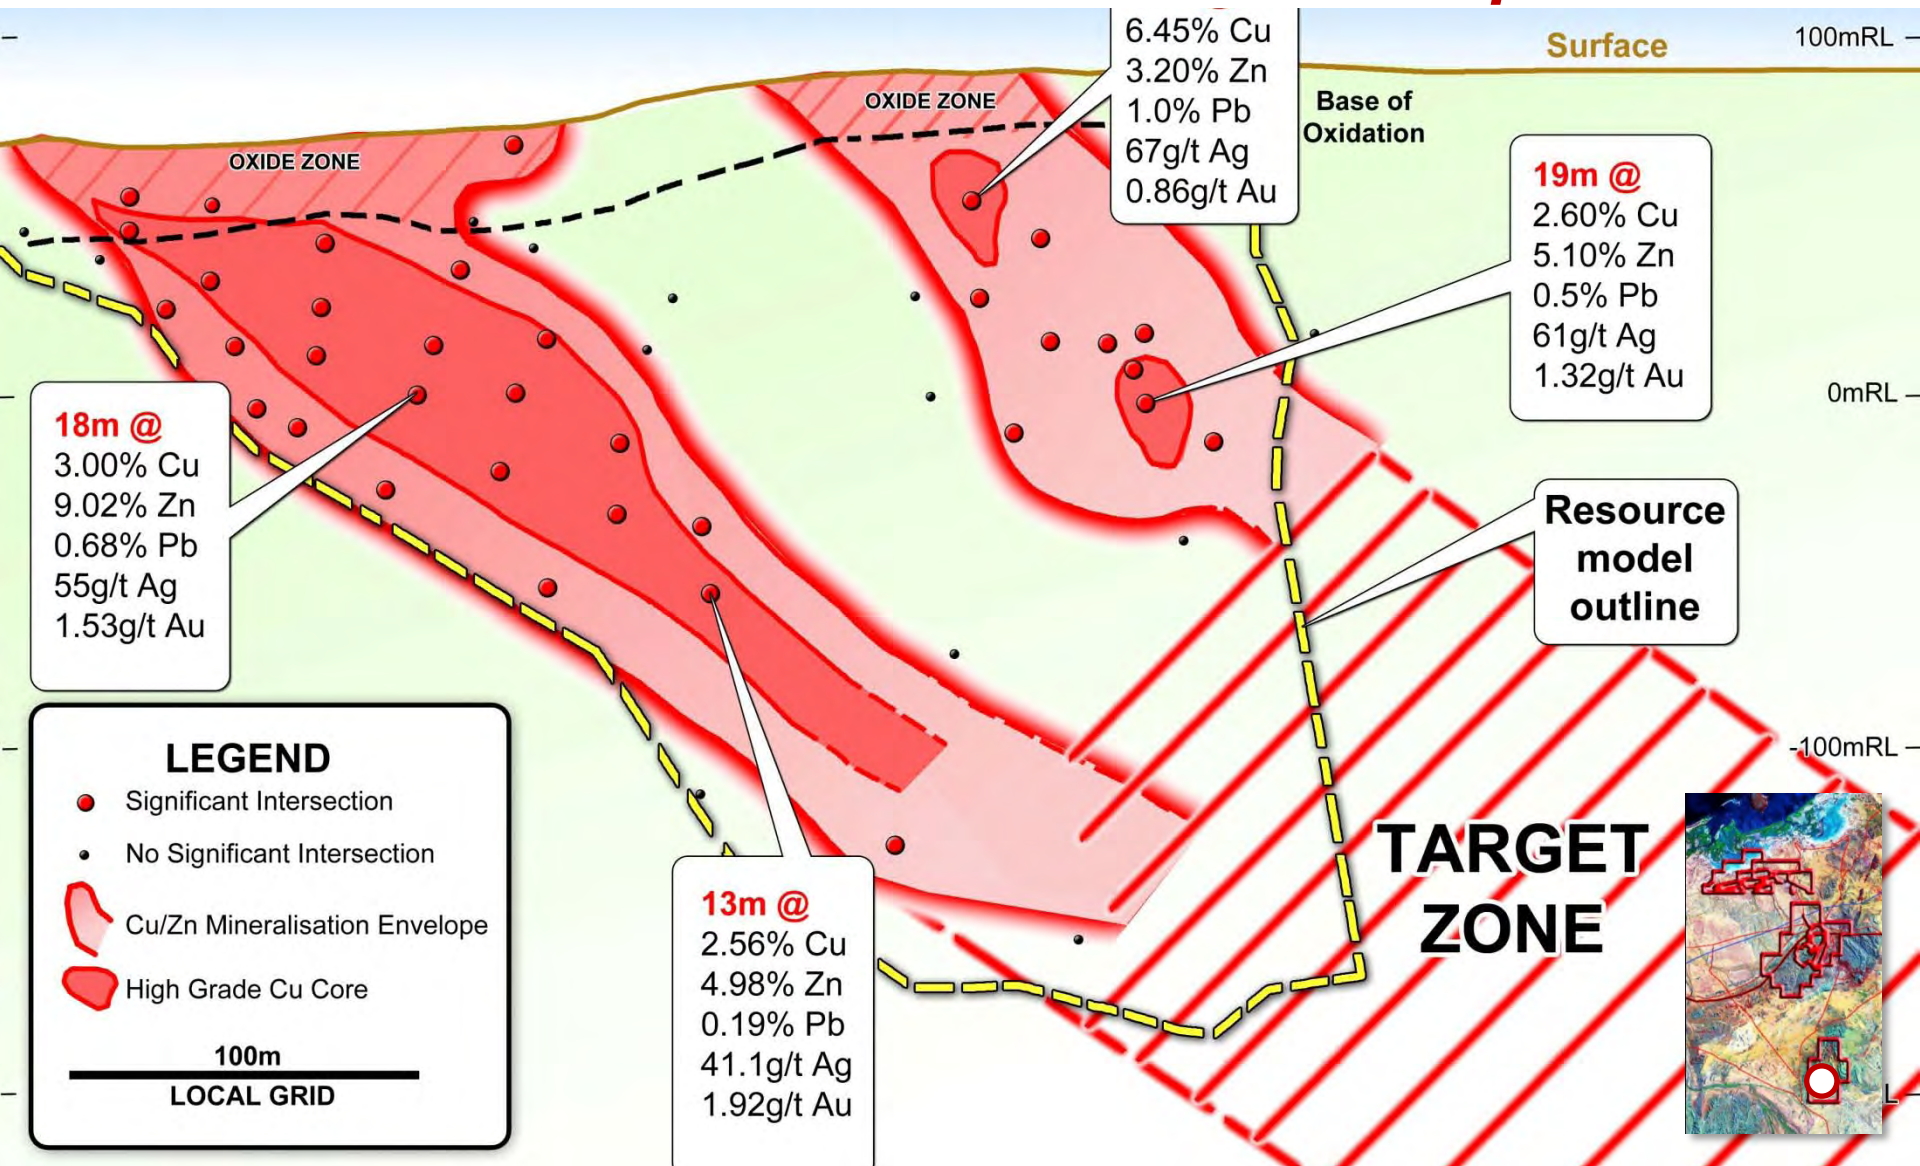 6.45% Cu
3.20% Zn
1.0% Pb
67g/t Ag
0.86g/t Au
Surface
100mRL
OXIDE ZONE
Base of
Oxidation
OXIDE ZONE
19m @
2.60% Cu
5.10% Zn
0.5% Pb
61g/t Ag
1.32g/t Au
0mRL
18m @
3.00% Cu
9.02% Zn
0.68% Pb
55g/t Ag
1.53g/t Au
Resource
model
outline
-100mRL
TARGET
ZONE
13m @
2.56% Cu
4.98% Zn
0.19% Pb
41.1g/t Ag
1.92g/t Au
LEGEND
Significant Intersection
No Significant Intersection
Cu/Zn Mineralisation Envelope
High Grade Cu Core
100m
LOCAL GRID
L